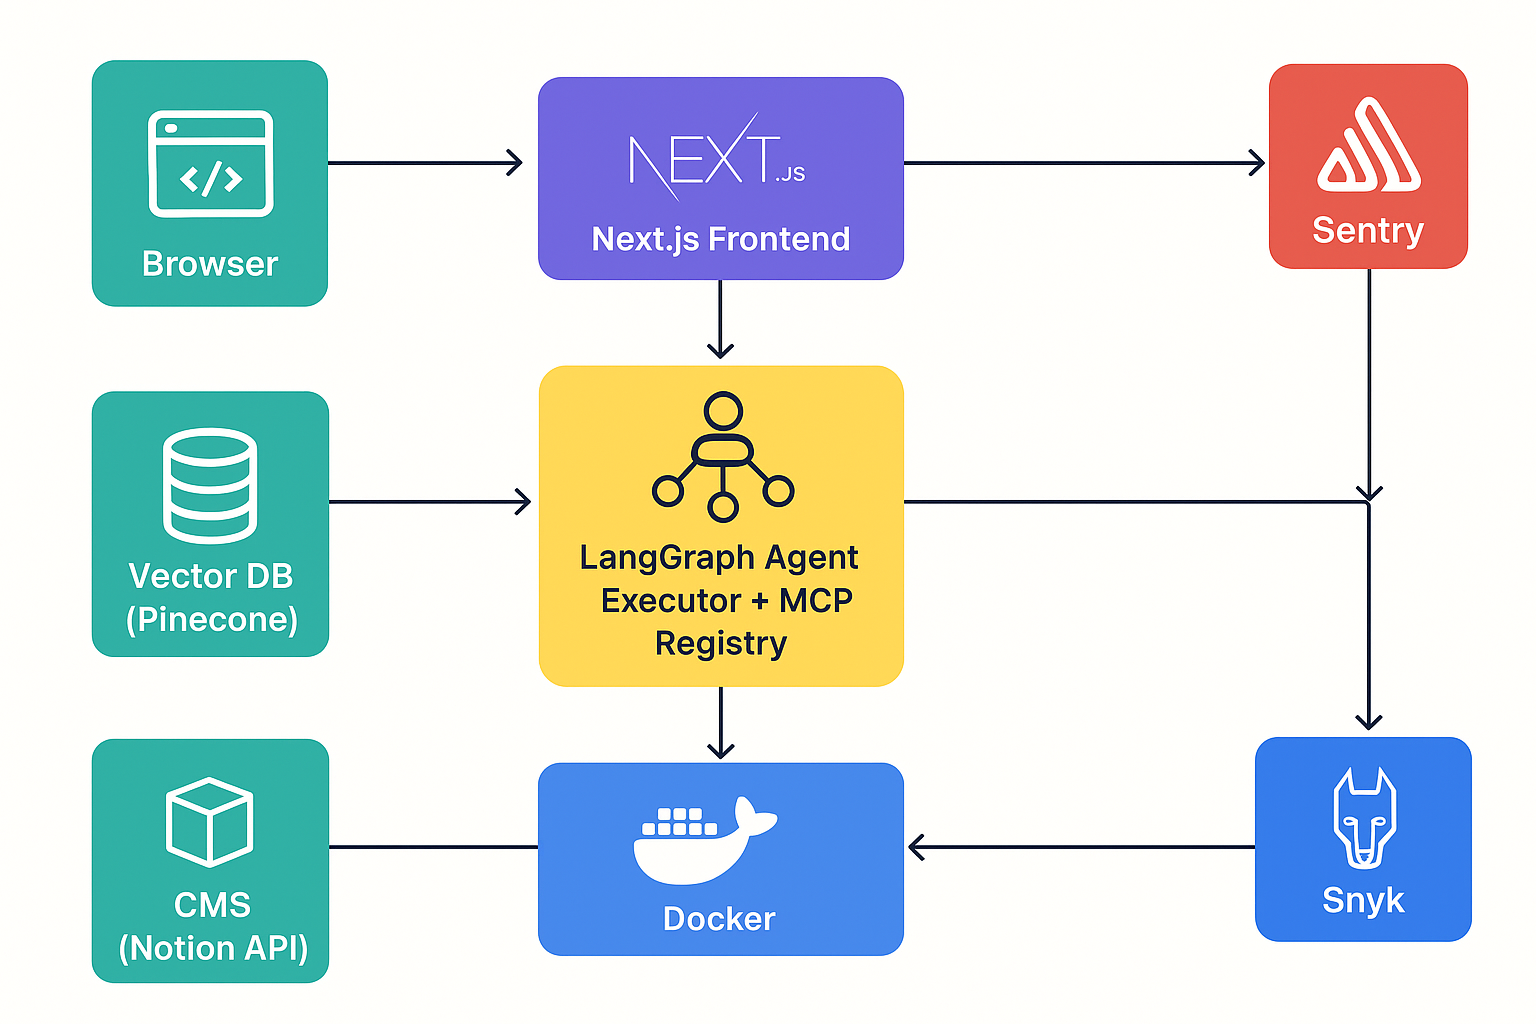 Browser
NEXT.JS
Next.js Frontend
Sentry
Vector DB
(Pinecone)
LangGraph Agent
Executor + MCP
Registry
CMS
(Notion API)
Docker
Snyk